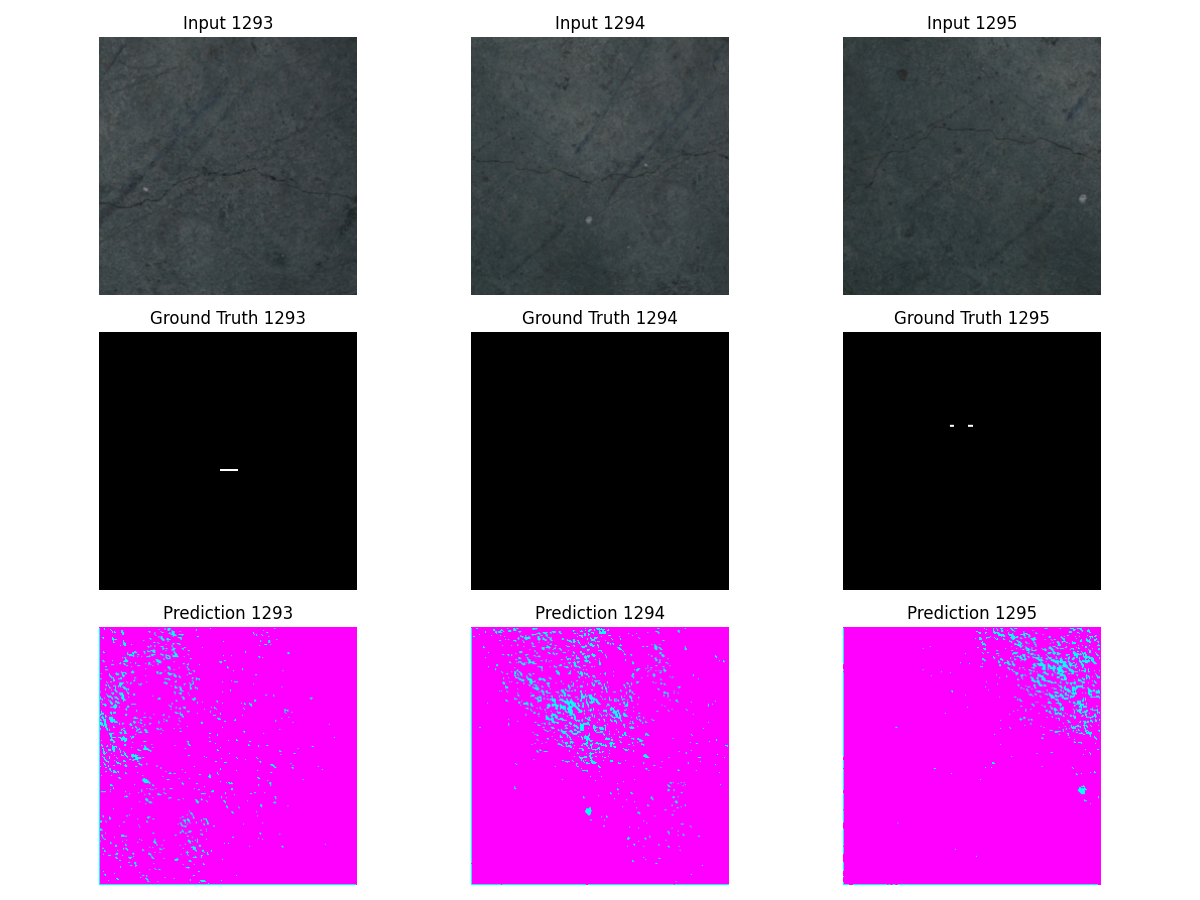 Input 1293
Input 1294
Input 1295
Ground Truth 1293
Ground Truth 1294
Ground Truth 1295
Prediction 1293
Prediction 1294
Prediction 1295